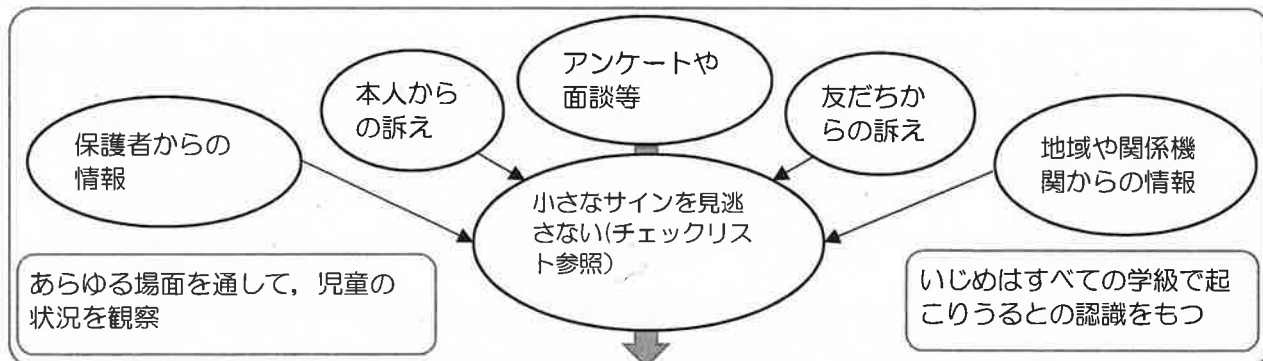 アンケートや
面談等
本人から
の訴え
友だちか
らの訴え
保護者からの
情報
地域や関係機
関からの情報
小さなサインを見逃
さない(チェックリス
ト参照)
あらゆる場面を通して，児童の
状況を観察
いじめはすべての学級で起
こりうるとの認識をもつ